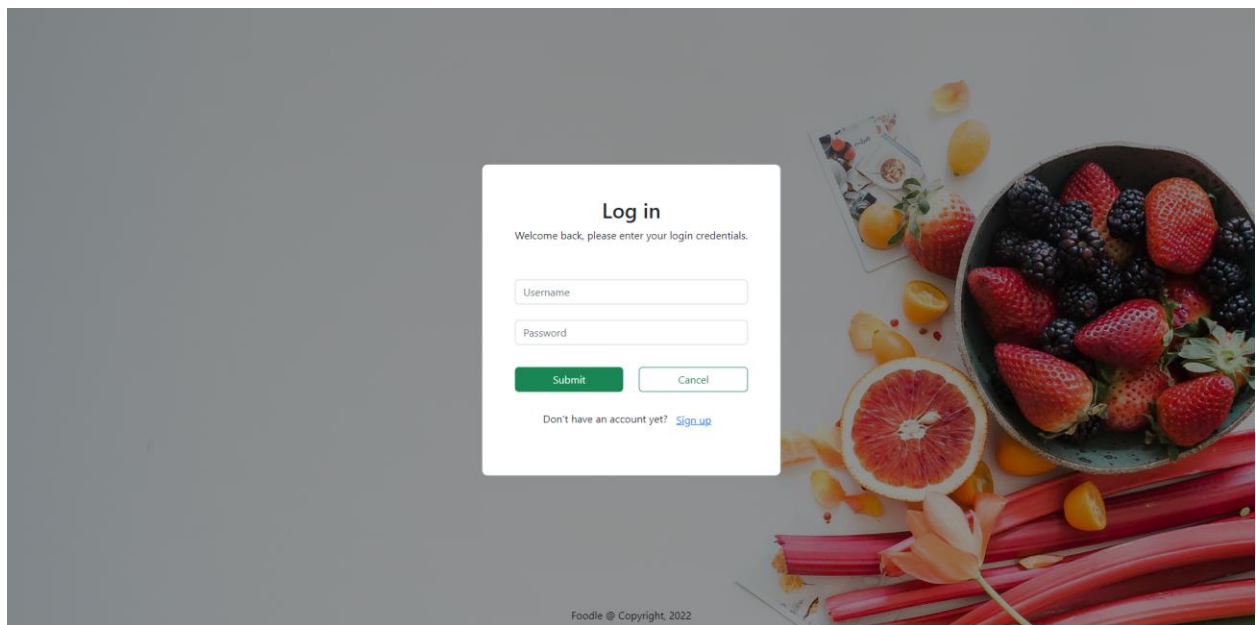 Log in
Welcome back, please enter your login credentials.
Username
Password
Submit
Cancel
Don't have an account yet? Sign up
Foodle @ Copyright, 2022